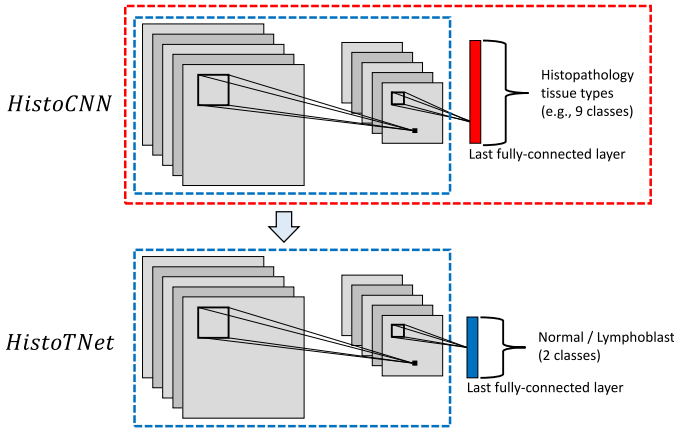 HistoCNN
Histopathology
tissue types
(e.g., 9 classes)
Last fully-connected layer
HistoTNet
Normal / Lymphoblast
(2 classes)
Last fully-connected layer